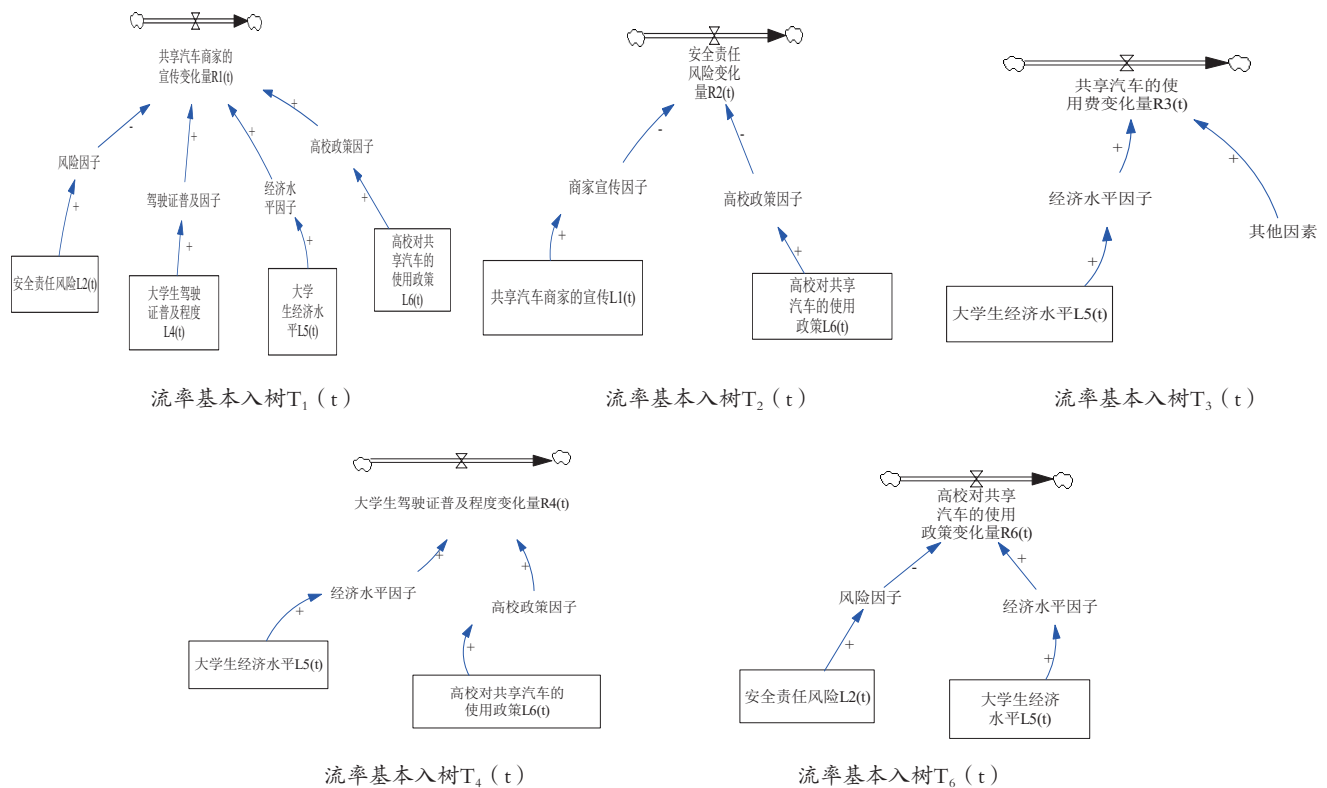 共享汽车商家的
宣传变化量R1(t)
-
+
+
+
风险因子
驾驶证普及因子
经济水
平因子
高校政策因子
+
+
+
+
安全责任风险L2(t)
大学生驾驶
证普及程度
L4(t)
大学
生经济水
平L5(t)
高校对共
享汽车的
使用政策
L6(t)
流率基本入树T₁（t）
安全责任
风险变化
量R2(t)
-
-
商家宣传因子
高校政策因子
+
+
共享汽车商家的宣传L1(t)
高校对共享
汽车的使用
政策L6(t)
流率基本入树T₂（t）
共享汽车的使
用费变化量R3(t)
+
+
经济水平因子
其他因素
+
大学生经济水平L5(t)
流率基本入树T₃（t）
大学生驾驶证普及程度变化量R4(t)
+
+
经济水平因子
高校政策因子
+
+
大学生经济水平L5(t)
高校对共享汽车的
使用政策L6(t)
流率基本入树T₄（t）
高校对共享
汽车的使用
政策变化量R6(t)
-
+
风险因子
经济水平因子
+
+
安全责任风险L2(t)
大学生经济
水平L5(t)
流率基本入树T₆（t）